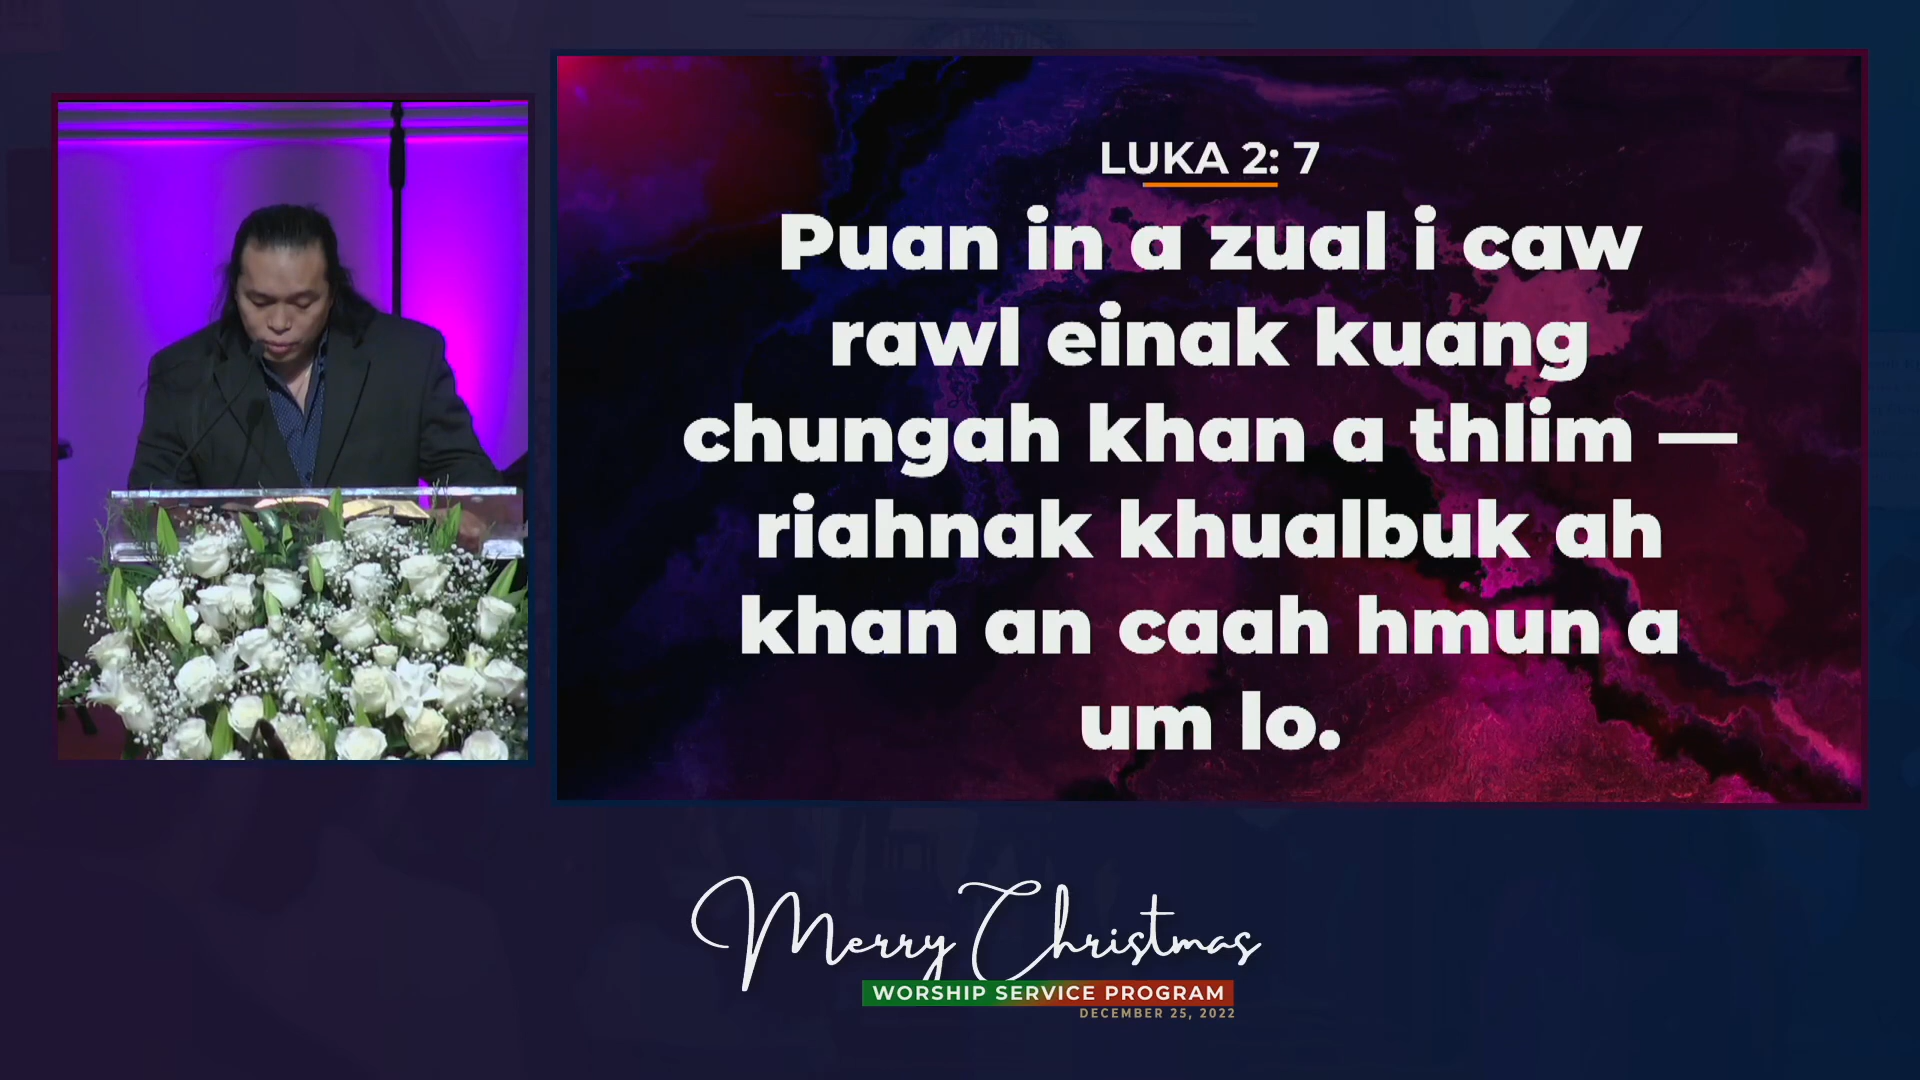 LUKA 2: 7
Puan in a zual i caw
rawl einak kuang
chungah khan a thlim —
riahnak khualbuk ah
khan an caah hmun a
um lo.
Merry Christmas
WORSHIP SERVICE PROGRAM
DECEMBER 25, 2022